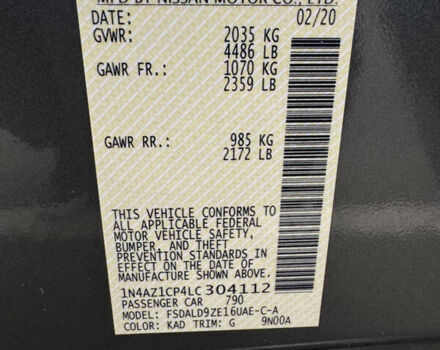 MFD BY NISSAN MOTOR CO., LTD.
DATE: 02/20
GVWR: 2035 KG
4486 LB
GAWR FR.: 1070 KG
2359 LB
GAWR RR.: 985 KG
2172 LB
THIS VEHICLE CONFORMS TO
ALL APPLICABLE FEDERAL
MOTOR VEHICLE SAFETY,
BUMPER, AND THEFT
PREVENTION STANDARDS
IN EFFECT ON THE DATE OF
MANUFACTURE SHOWN ABOVE.
1N4AZ1CP4LC304112
PASSENGER CAR 790
MODEL: FSDALD9ZE16UAE-C-A
COLOR: KAD TRIM: G 9N00A